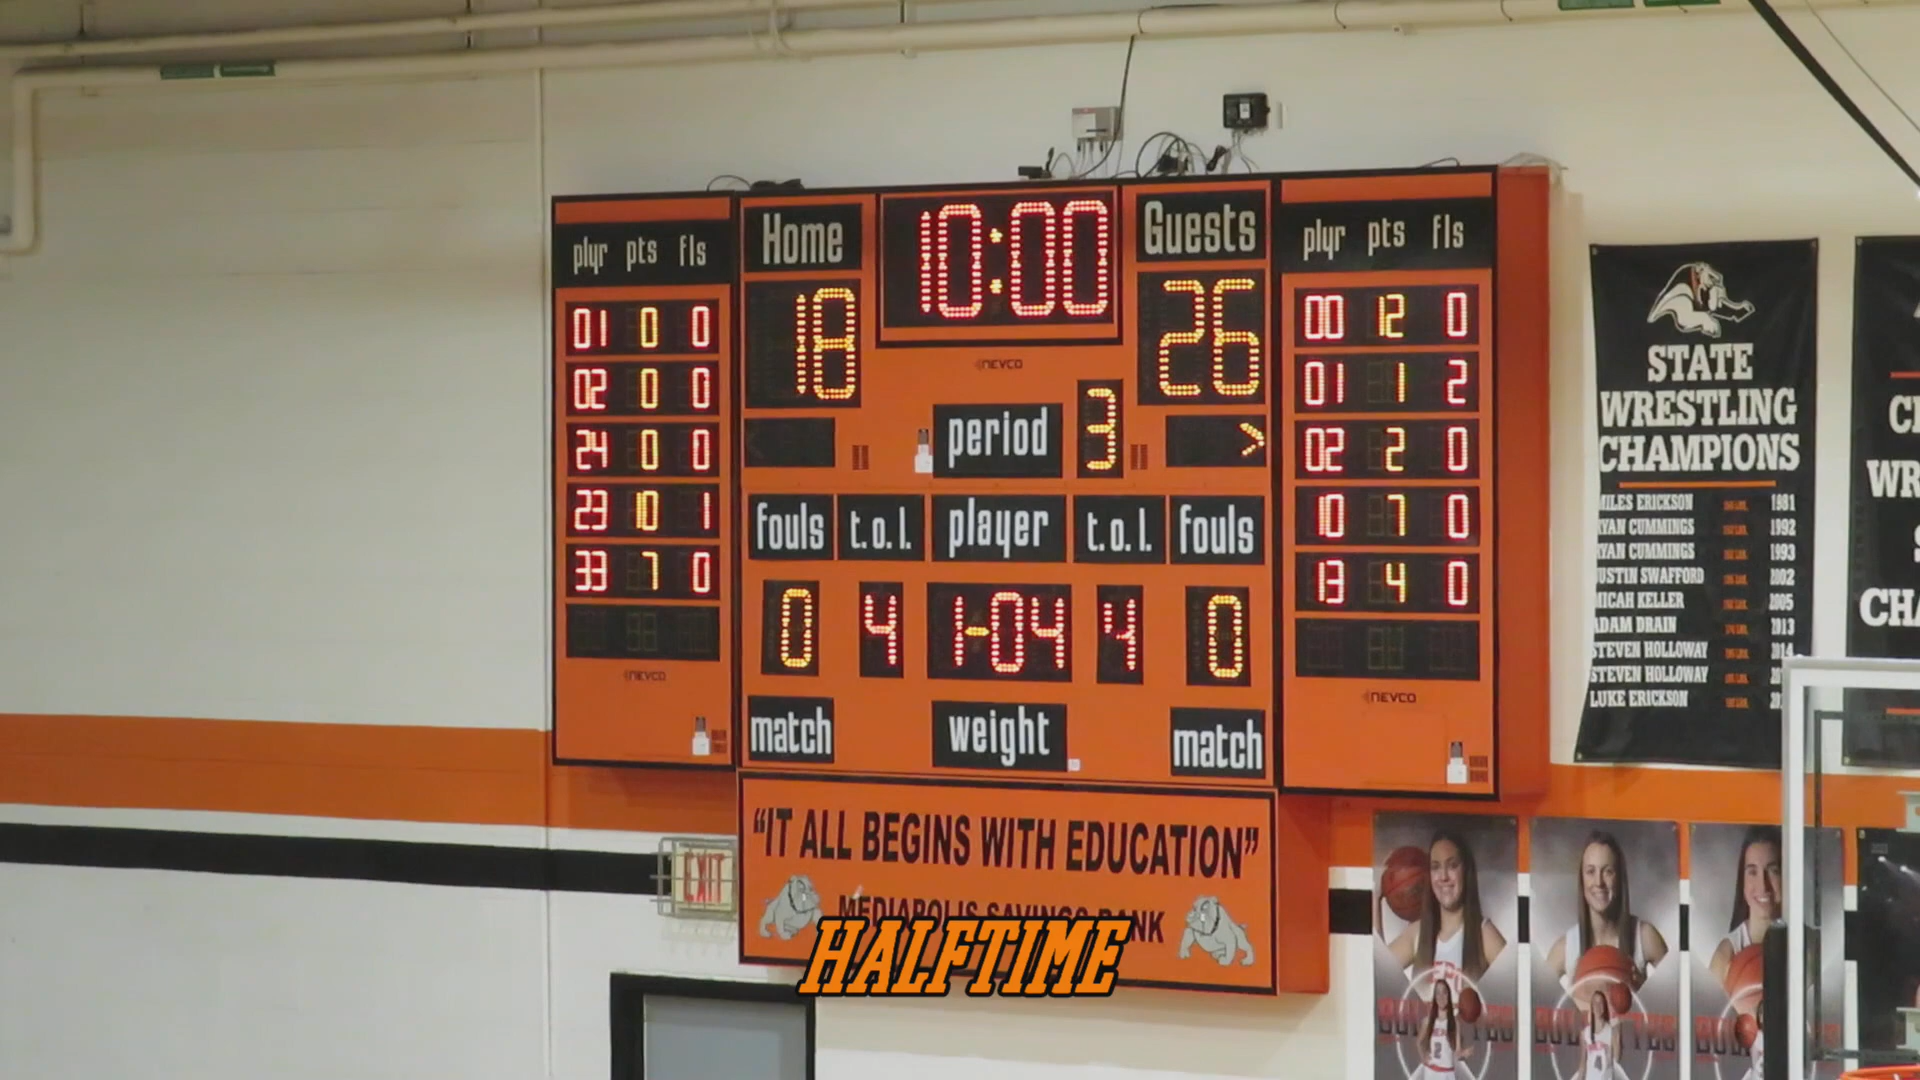 Home
10:00
Guests
18
26
NEVCO
period 3
>
fouls t.o.l. player t.o.l. fouls
0 4 1-04 4 0
match weight match
plyr pts fls
01 0 0
02 0 0
24 0 0
23 10 1
33 7 0
NEVCO
plyr pts fls
00 12 0
01 1 2
02 2 0
10 7 0
13 4 0
NEVCO
"IT ALL BEGINS WITH EDUCATION"
MEDIAPOLIS SAVINGS BANK
HALFTIME
EXIT
STATE
WRESTLING
CHAMPIONS
MILES ERICKSON 1981
RYAN CUMMINGS 1992
RYAN CUMMINGS 1993
JUSTIN SWAFFORD 2002
MICAH KELLER 2005
ADAM DRAIN 2013
STEVEN HOLLOWAY 2014
STEVEN HOLLOWAY
LUKE ERICKSON